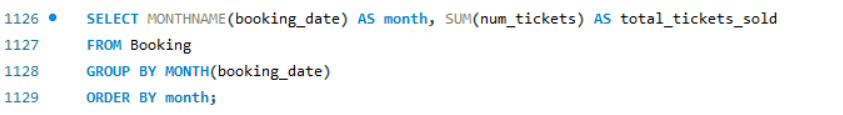 1126 SELECT MONTHNAME(booking_date) AS month, SUM(num_tickets) AS total_tickets_sold
1127 FROM Booking
1128 GROUP BY MONTH(booking_date)
1129 ORDER BY month;